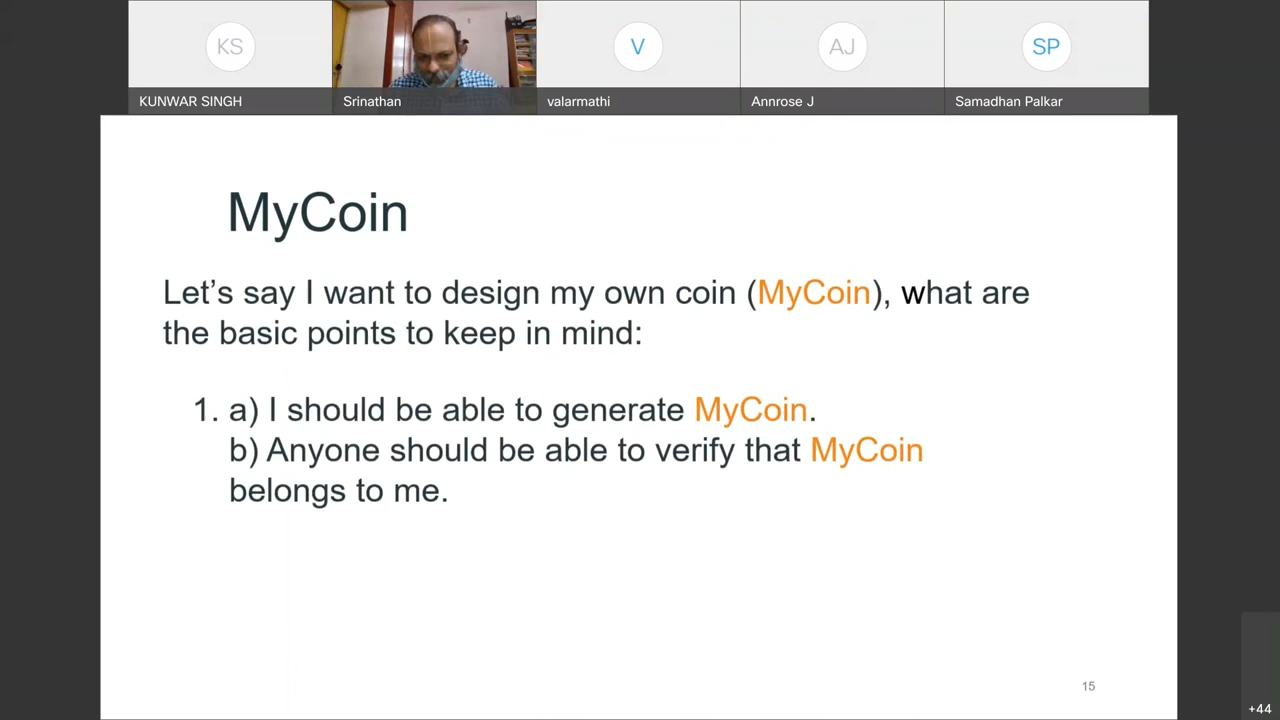 KS
V
AJ
SP
KUNWAR SINGH
Srinathan
valarmathi
Annrose J
Samadhan Palkar
MyCoin
Let’s say I want to design my own coin (MyCoin), what are
the basic points to keep in mind:
1. a) I should be able to generate MyCoin.
b) Anyone should be able to verify that MyCoin
belongs to me.
15
+44